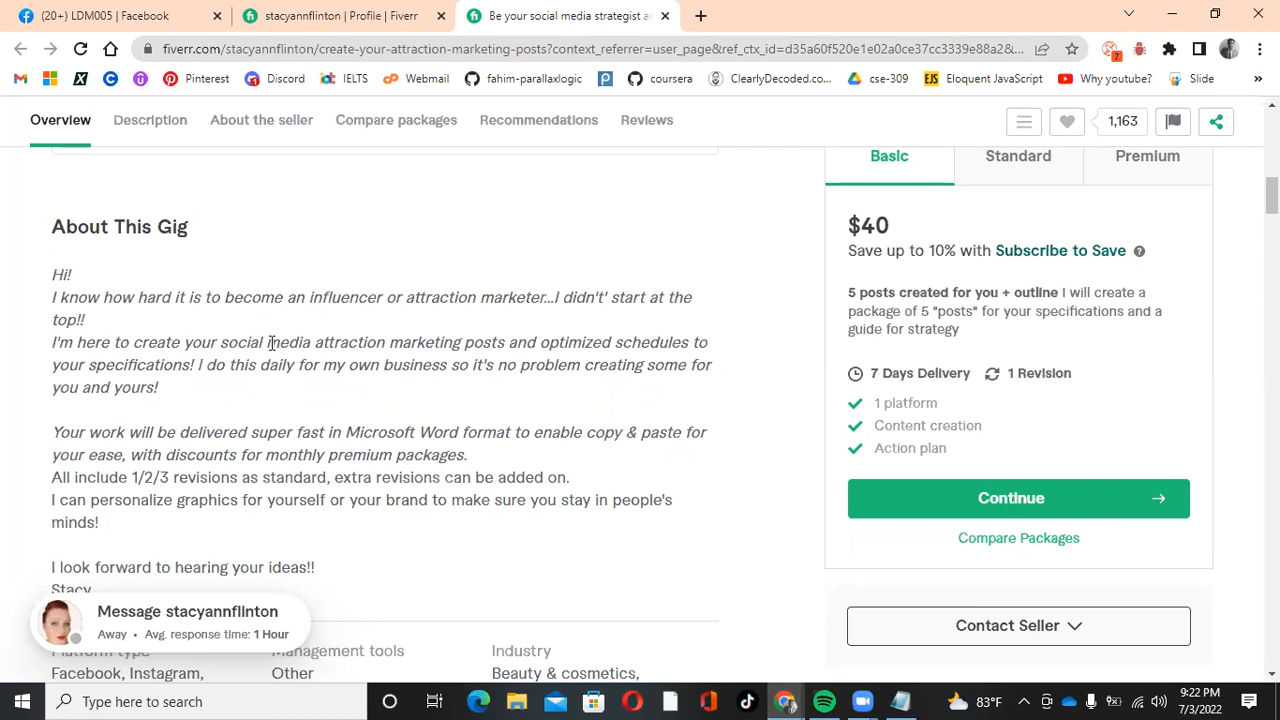 (20+) LDM005 | Facebook
stacyannflinton | Profile | Fiverr
Be your social media strategist a
fiverr.com/stacyannflinton/create-your-attraction-marketing-posts?context_referrer=user_page&ref_ctx_id=d35a60f520e1e02a0ce37cc3339e88a2&...
7
Pinterest
Discord
IELTS
Webmail
fahim-parallaxlogic
coursera
ClearlyDecoded.co...
cse-309
EJS Eloquent JavaScript
Why youtube?
Slide
»
Overview
Description
About the seller
Compare packages
Recommendations
Reviews
1,163
Basic
Standard
Premium
About This Gig
Hi!
I know how hard it is to become an influencer or attraction marketer...I didn't' start at the
top!!
I'm here to create your social media attraction marketing posts and optimized schedules to
your specifications! I do this daily for my own business so it's no problem creating some for
you and yours!
Your work will be delivered super fast in Microsoft Word format to enable copy & paste for
your ease, with discounts for monthly premium packages.
All include 1/2/3 revisions as standard, extra revisions can be added on.
I can personalize graphics for yourself or your brand to make sure you stay in people's
minds!
I look forward to hearing your ideas!!
Stacy
$40
Save up to 10% with Subscribe to Save
5 posts created for you + outline I will create a
package of 5 "posts" for your specifications and a
guide for strategy
7 Days Delivery
1 Revision
1 platform
Content creation
Action plan
Continue
Compare Packages
Contact Seller
Message stacyannflinton
Away • Avg. response time: 1 Hour
Platform type
Management tools
Industry
Facebook, Instagram,
Other
Beauty & cosmetics,
Type here to search
83°F
9:22 PM
7/3/2022